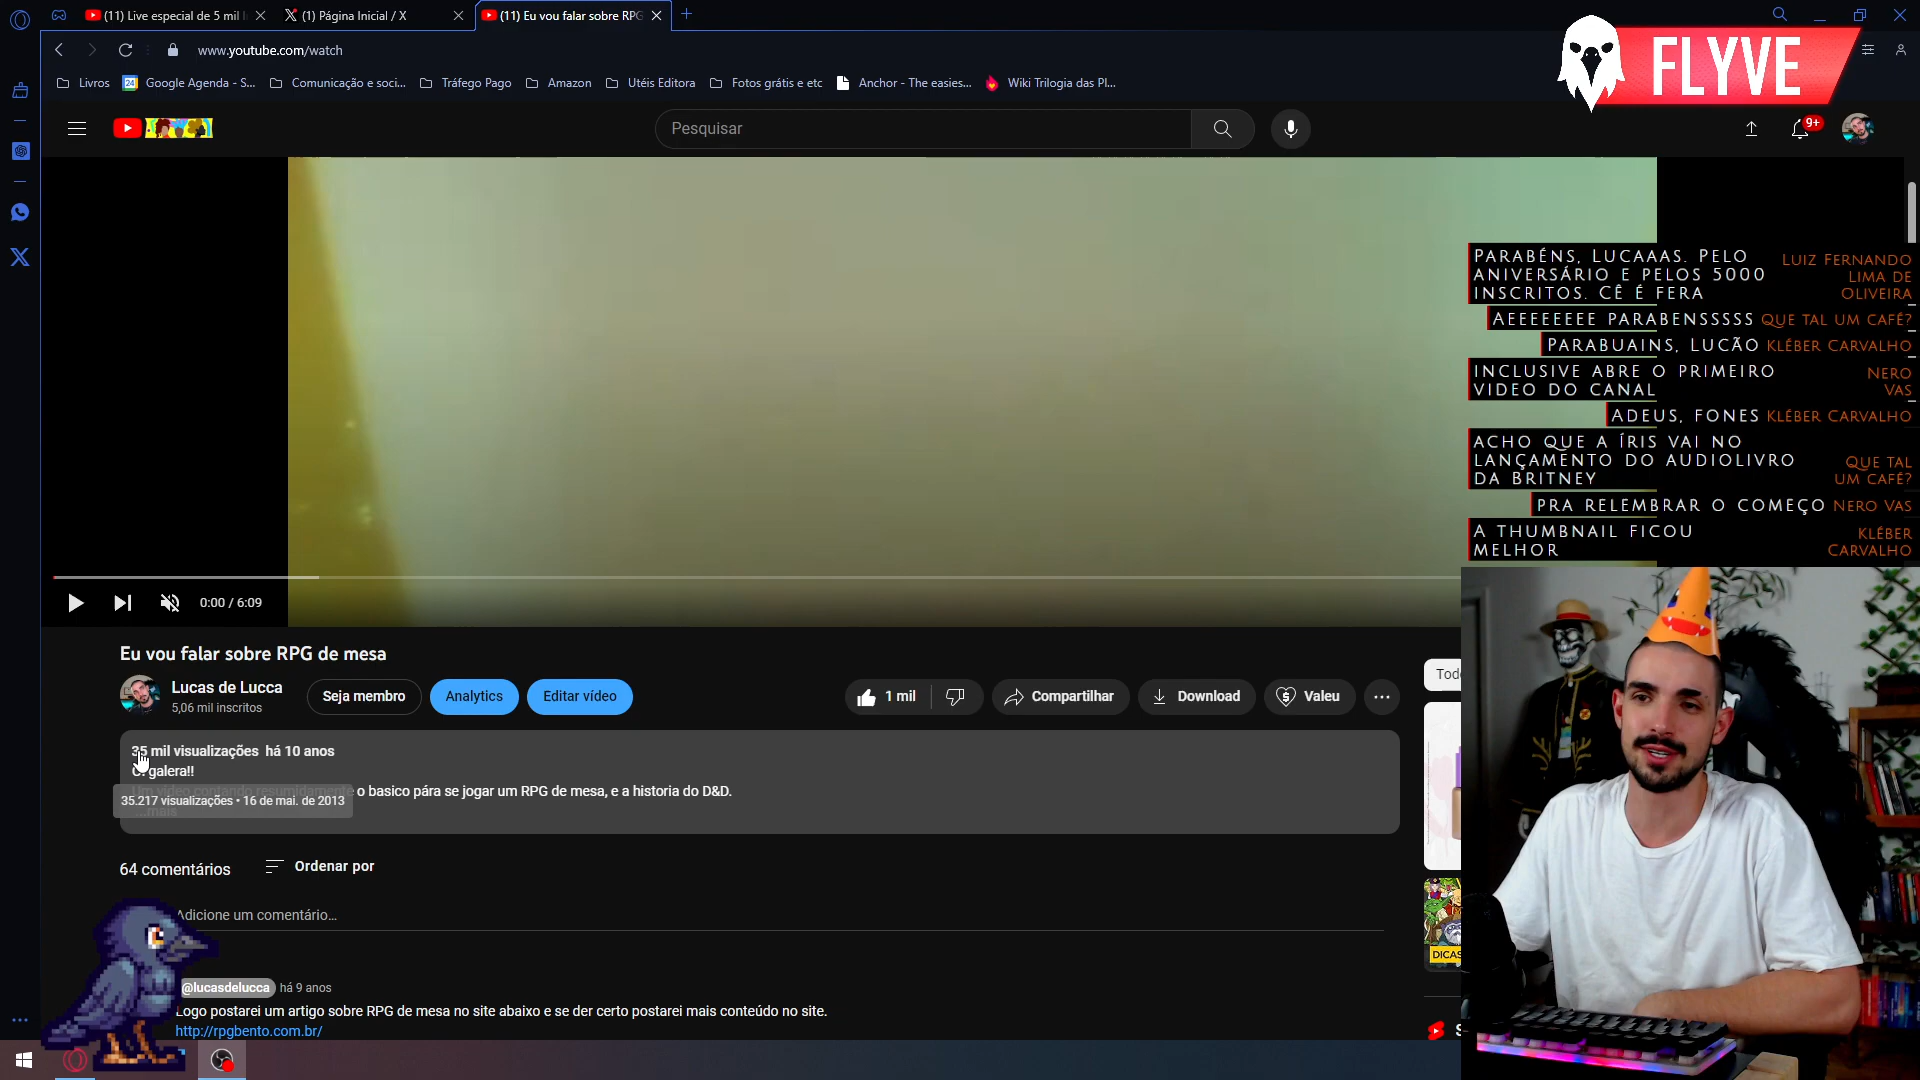 (11) Live especial de 5 mil i
(1) Página Inicial / X
(11) Eu vou falar sobre RPG
www.youtube.com/watch
Livros
24
Google Agenda - S...
Comunicação e soci...
Tráfego Pago
Amazon
Utéis Editora
Fotos grátis e etc
Anchor - The easies...
Wiki Trilogia das Pl...
FLYVE
Pesquisar
9+
PARABÉNS, LUCAAAS. PELO
ANIVERSÁRIO E PELOS 5000
INSCRITOS. CÊ É FERA
LUIZ FERNANDO
LIMA DE
OLIVEIRA
AEEEEEEEE PARABENSSSSS QUE TAL UM CAFÉ?
PARABUAINS, LUCÃO KLÉBER CARVALHO
INCLUSIVE ABRE O PRIMEIRO
VIDEO DO CANAL
NERO
VAS
ADEUS, FONES KLÉBER CARVALHO
ACHO QUE A ÍRIS VAI NO
LANÇAMENTO DO AUDIOLIVRO
DA BRITNEY
QUE TAL
UM CAFÉ?
PRA RELEMBRAR O COMEÇO NERO VAS
A THUMBNAIL FICOU
MELHOR
KLÉBER
CARVALHO
0:00 / 6:09
Eu vou falar sobre RPG de mesa
Lucas de Lucca
5,06 mil inscritos
Seja membro
Analytics
Editar vídeo
1 mil
Compartilhar
Download
Valeu
35 mil visualizações há 10 anos
galera!!
Um video contando resumidamente o basico pára se jogar um RPG de mesa, e a historia do D&D.
35.217 visualizações • 16 de mai. de 2013
...mais
64 comentários
Ordenar por
Adicione um comentário...
DICAS
@lucasdelucca há 9 anos
Logo postarei um artigo sobre RPG de mesa no site abaixo e se der certo postarei mais conteúdo no site.
http://rpgbento.com.br/